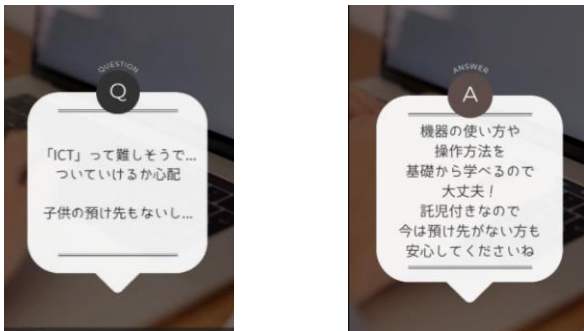 QUESTION
Q
「ICT」って難しそうで...
ついていけるか心配
子供の預け先もないし...
ANSWER
A
機器の使い方や
操作方法を
基礎から学べるので
大丈夫！
託児付きなので
今は預け先がない方も
安心してくださいね